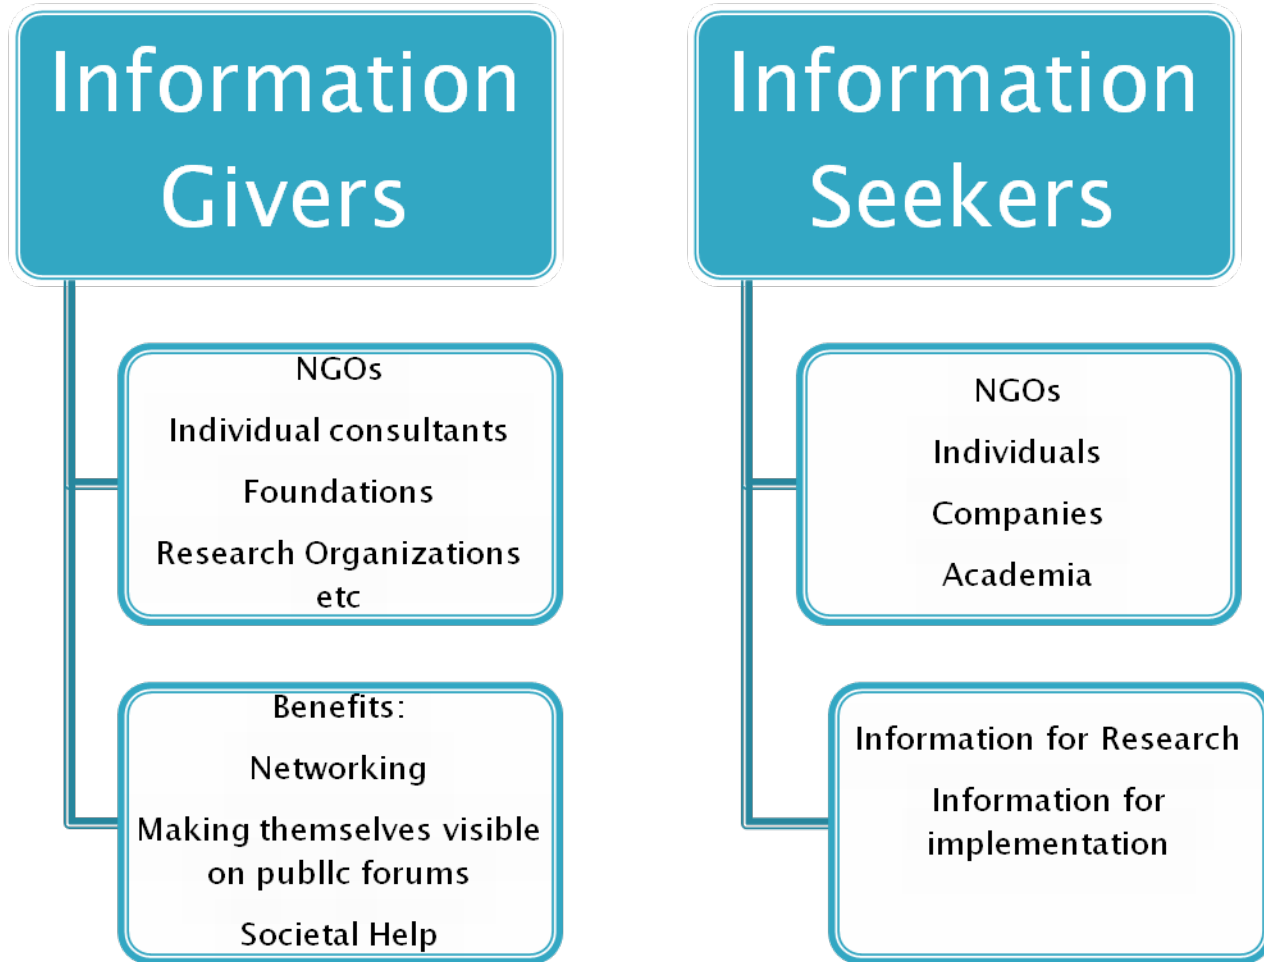 Information
Givers
NGOs
Individual consultants
Foundations
Research Organizations
etc
Benefits:
Networking
Making themselves visible
on publlc forums
Societal Help
Information
Seekers
NGOs
Individuals
Companies
Academia
Information for Research
Information for
implementation